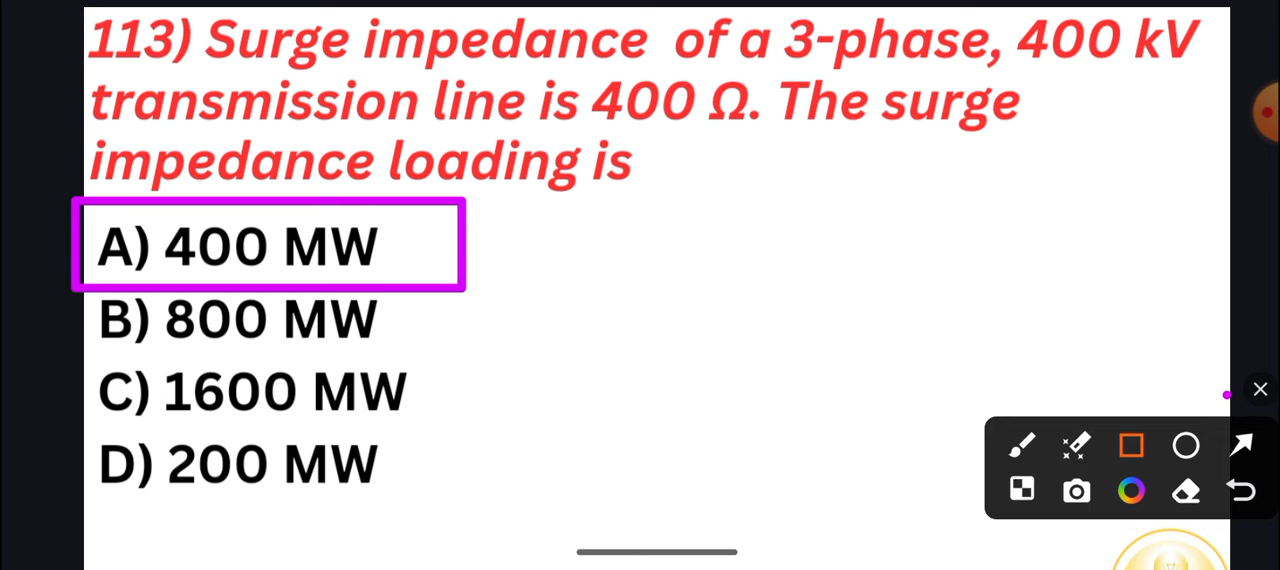 113) Surge impedance of a 3-phase, 400 kV
transmission line is 400 Ω. The surge
impedance loading is
A) 400 MW
B) 800 MW
C) 1600 MW
D) 200 MW